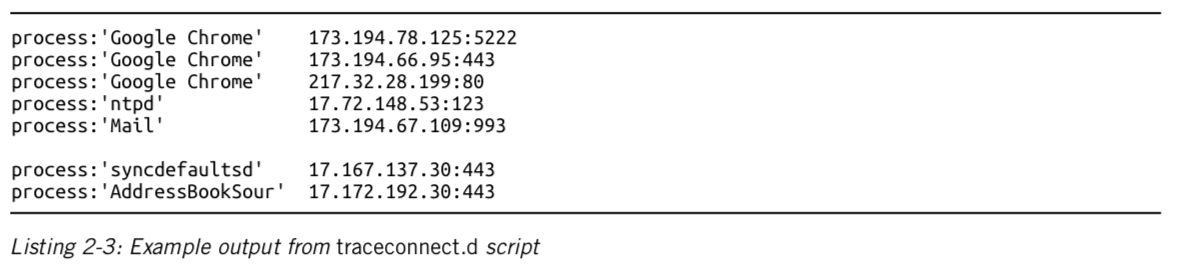 process:'Google Chrome' 173.194.78.125:5222
process:'Google Chrome' 173.194.66.95:443
process:'Google Chrome' 217.32.28.199:80
process:'ntpd' 17.72.148.53:123
process:'Mail' 173.194.67.109:993
process:'syncdefaultsd' 17.167.137.30:443
process:'AddressBookSour' 17.172.192.30:443
Listing 2-3: Example output from traceconnect.d script